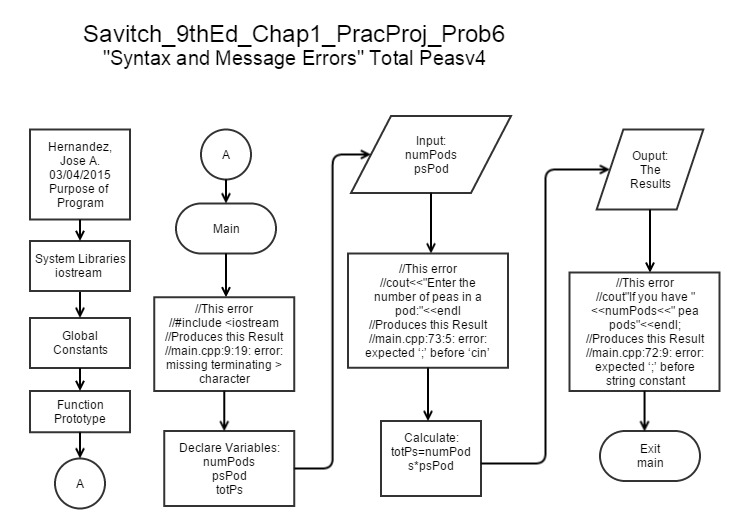 Savitch_9thEd_Chap1_PracProj_Prob6
"Syntax and Message Errors" Total Peasv4
Hernandez,
Jose A.
03/04/2015
Purpose of
Program
System Libraries
iostream
Global
Constants
Function
Prototype
A
A
Main
//This error
//#include <iostream
//Produces this Result
//main.cpp:9:19: error:
missing terminating >
character
Declare Variables:
numPods
psPod
totPs
Input:
numPods
psPod
//This error
//cout<<"Enter the
number of peas in a
pod:"<<endl
//Produces this Result
//main.cpp:73:5: error:
expected ‘;’ before ‘cin’
Calculate:
totPs=numPod
s*psPod
Ouput:
The
Results
//This error
//cout"If you have "
<<numPods<<" pea
pods"<<endl;
//Produces this Result
//main.cpp:72:9: error:
expected ‘;’ before
string constant
Exit
main